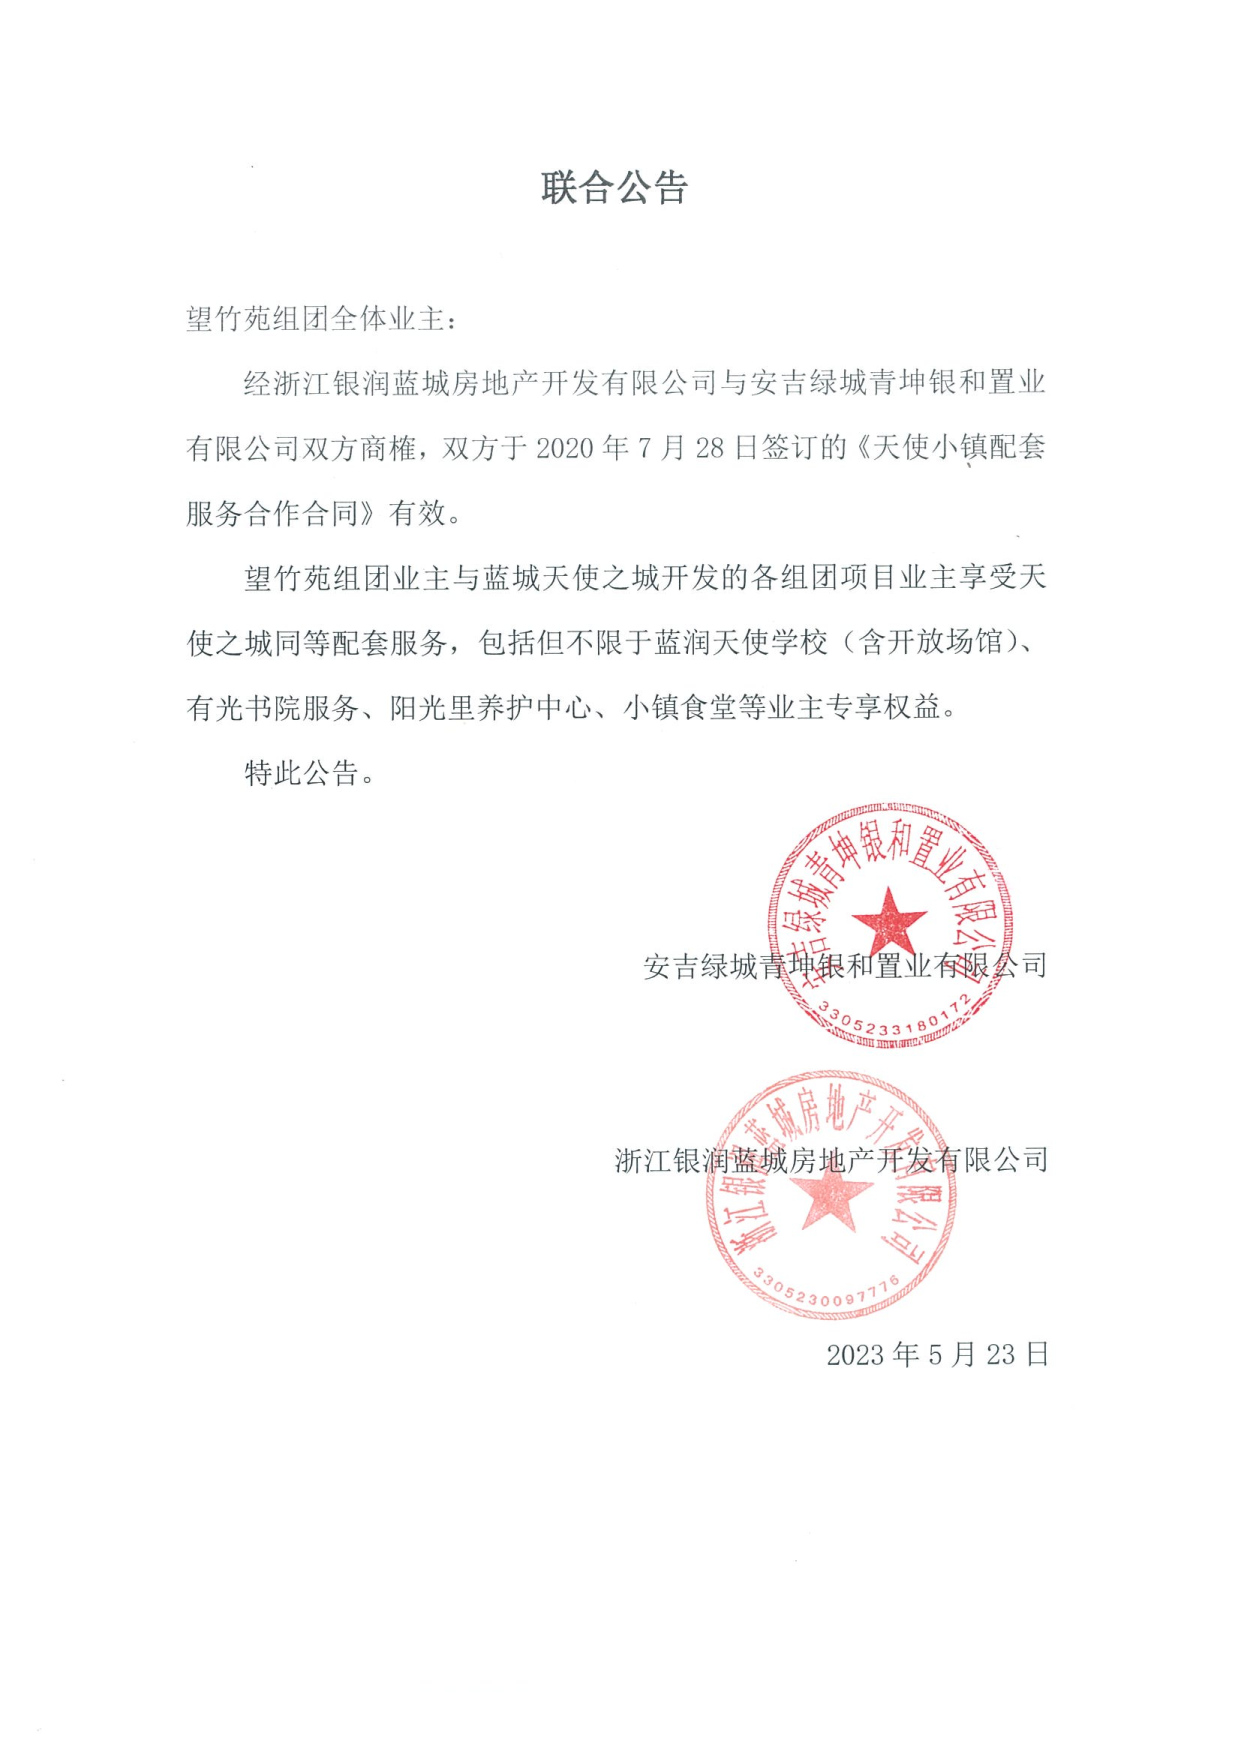 联合公告
望竹苑组团全体业主：
经浙江银润蓝城房地产开发有限公司与安吉绿城青坤银和置业
有限公司双方商榷，双方于 2020 年 7 月 28 日签订的《天使小镇配套
服务合作合同》有效。
望竹苑组团业主与蓝城天使之城开发的各组团项目业主享受天
使之城同等配套服务，包括但不限于蓝润天使学校（含开放场馆）、
有光书院服务、阳光里养护中心、小镇食堂等业主专享权益。
特此公告。
安吉绿城青坤银和置业有限公司
安吉绿城青坤银和置业有限公司
3305233180172
浙江银润蓝城房地产开发有限公司
浙江银润蓝城房地产开发有限公司
3305230097776
2023 年 5 月 23 日